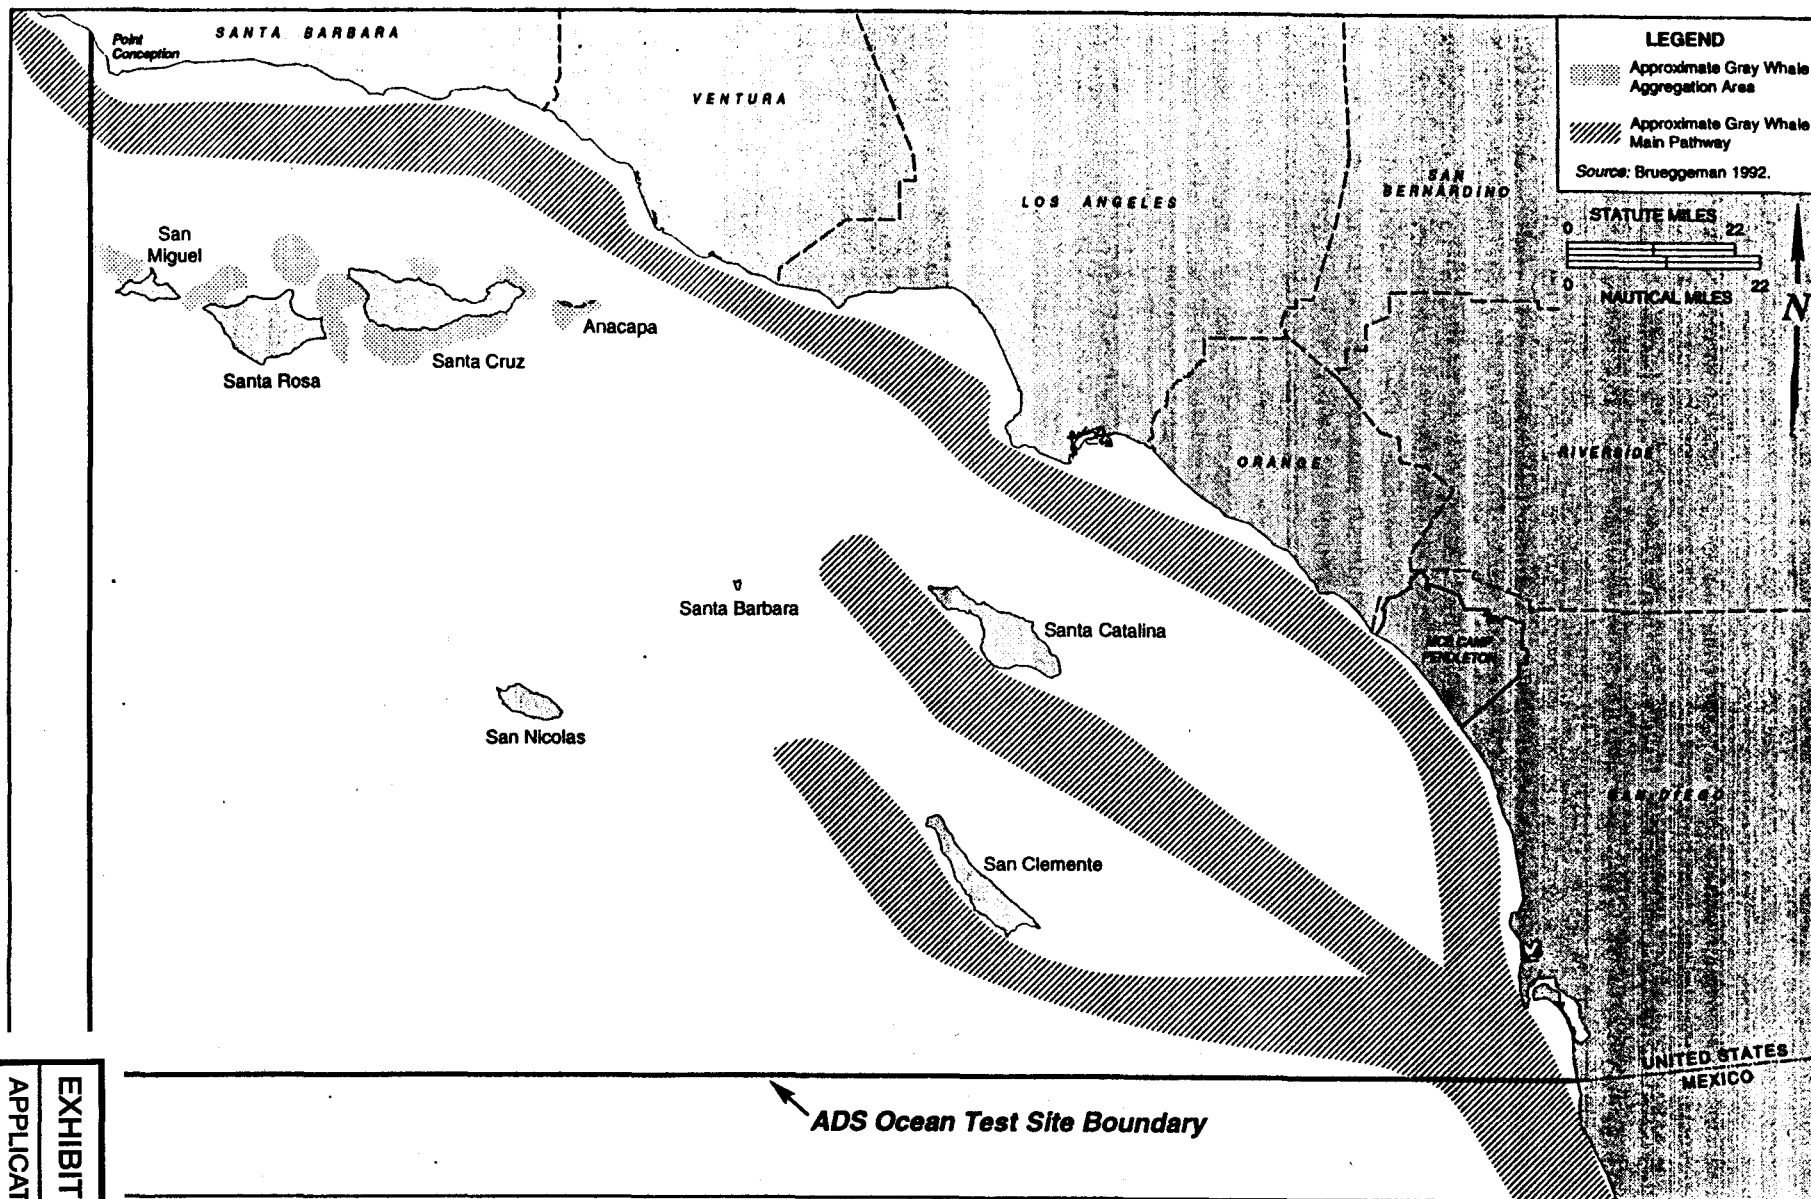 Point
Conception
SANTA BARBARA
VENTURA
LOS ANGELES
SAN
BERNARDINO
LEGEND
Approximate Gray Whale
Aggregation Area
Approximate Gray Whale
Main Pathway
Source: Brueggeman 1992.
STATUTE MILES
0 22
0 22
NAUTICAL MILES
N
San
Miguel
Santa Rosa
Santa Cruz
Anacapa
ORANGE
RIVERSIDE
Santa Barbara
Santa Catalina
MCB CAMP
PENDLETON
San Nicolas
SAN DIEGO
San Clemente
UNITED STATES
MEXICO
ADS Ocean Test Site Boundary
EXHIBIT
APPLICAT